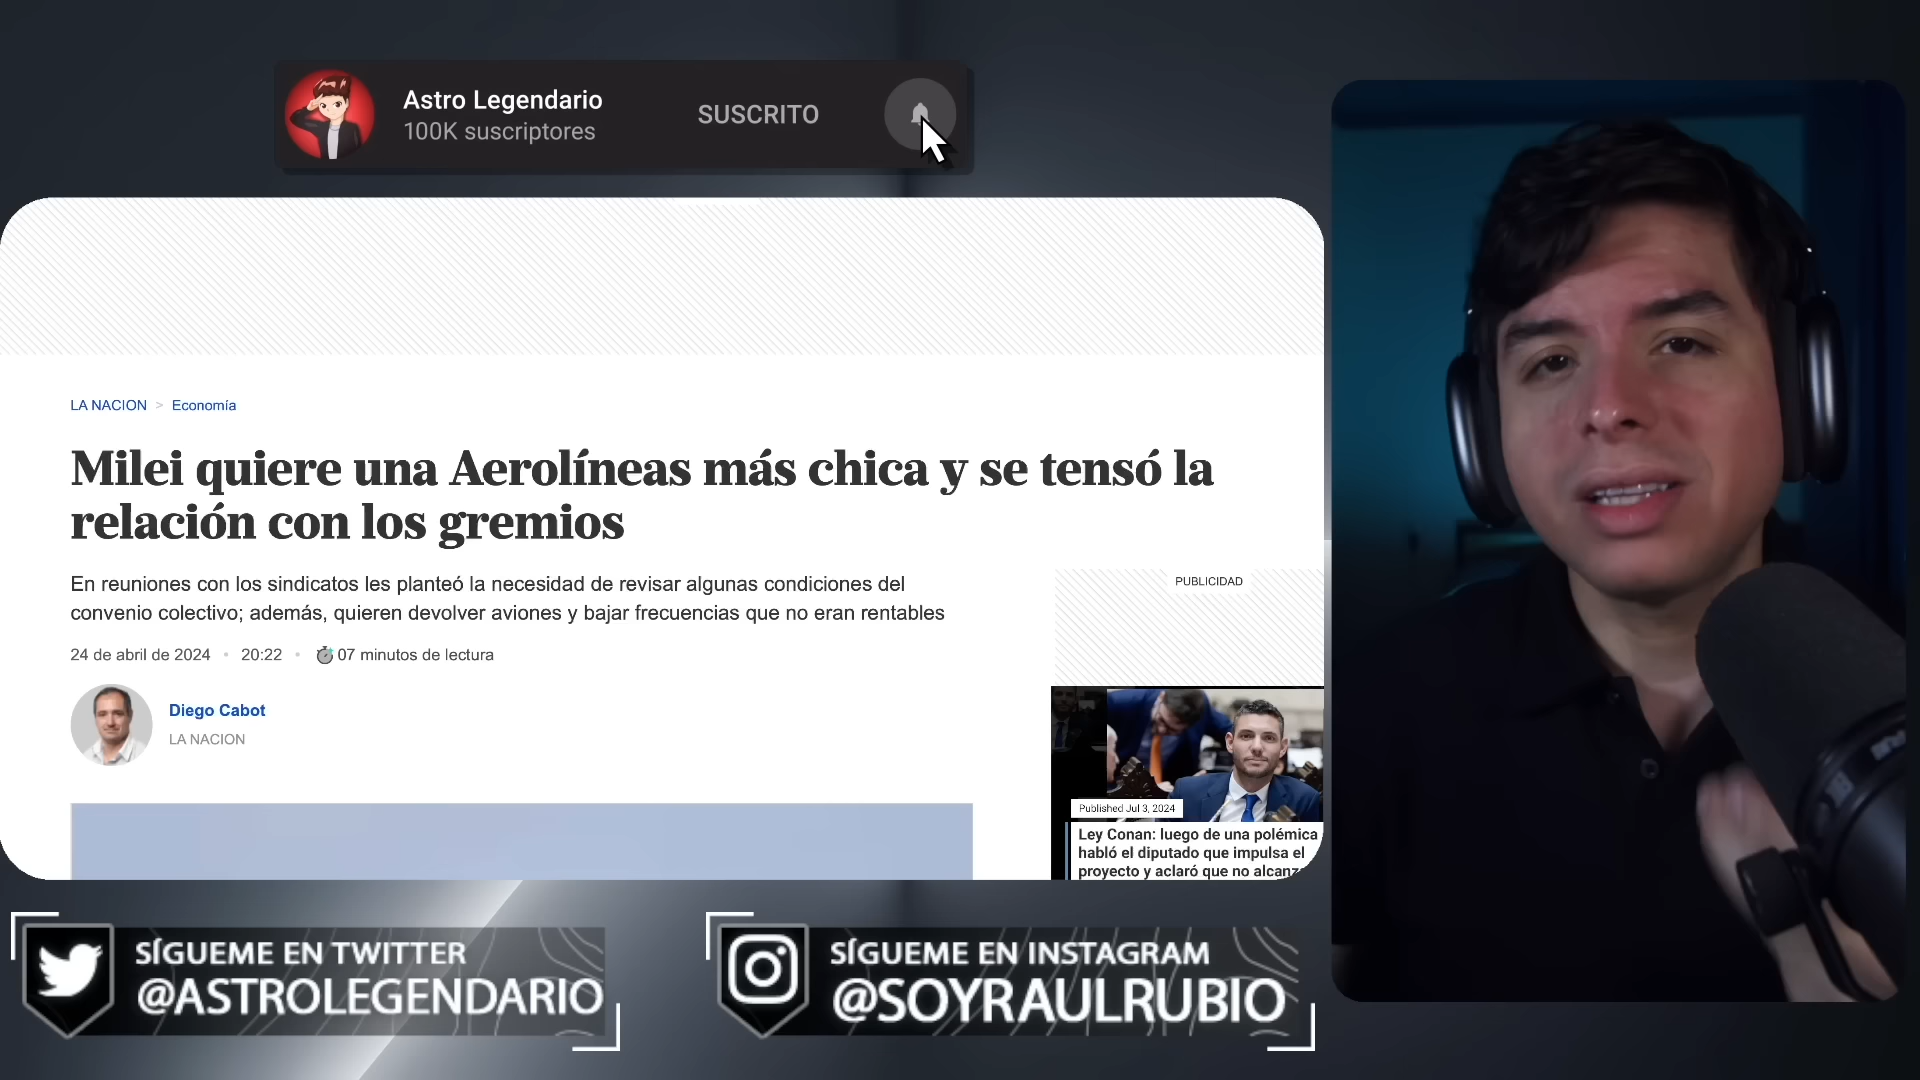 Astro Legendario
100K suscriptores
SUSCRITO
LA NACION > Economía
Milei quiere una Aerolíneas más chica y se tensó la
relación con los gremios
En reuniones con los sindicatos les planteó la necesidad de revisar algunas condiciones del
convenio colectivo; además, quieren devolver aviones y bajar frecuencias que no eran rentables
24 de abril de 2024 • 20:22 • 07 minutos de lectura
Diego Cabot
LA NACION
PUBLICIDAD
Published Jul 3, 2024
Ley Conan: luego de una polémica
habló el diputado que impulsa el
proyecto y aclaró que no alcanz
SÍGUEME EN TWITTER
@ASTROLEGENDARIO
SÍGUEME EN INSTAGRAM
@SOYRAULRUBIO